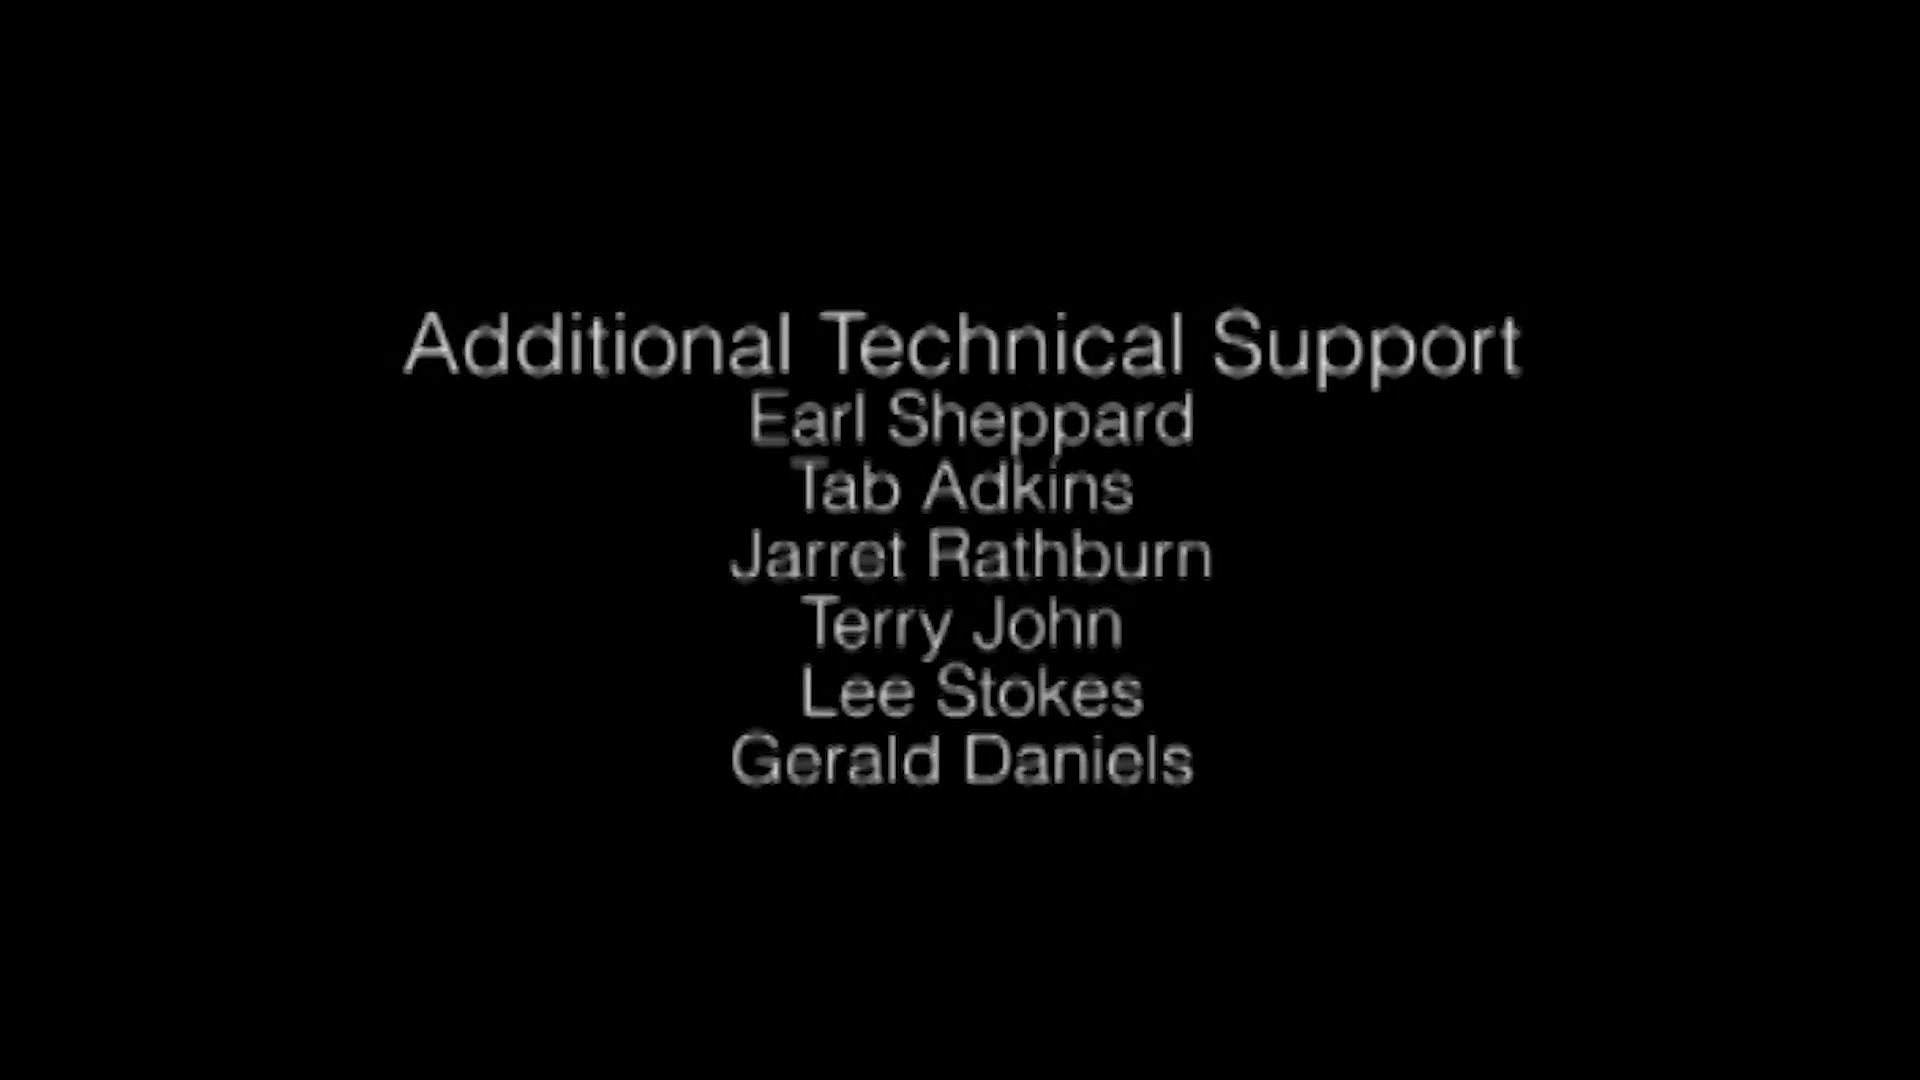 Additional Technical Support
Earl Sheppard
Tab Adkins
Jarret Rathburn
Terry John
Lee Stokes
Gerald Daniels